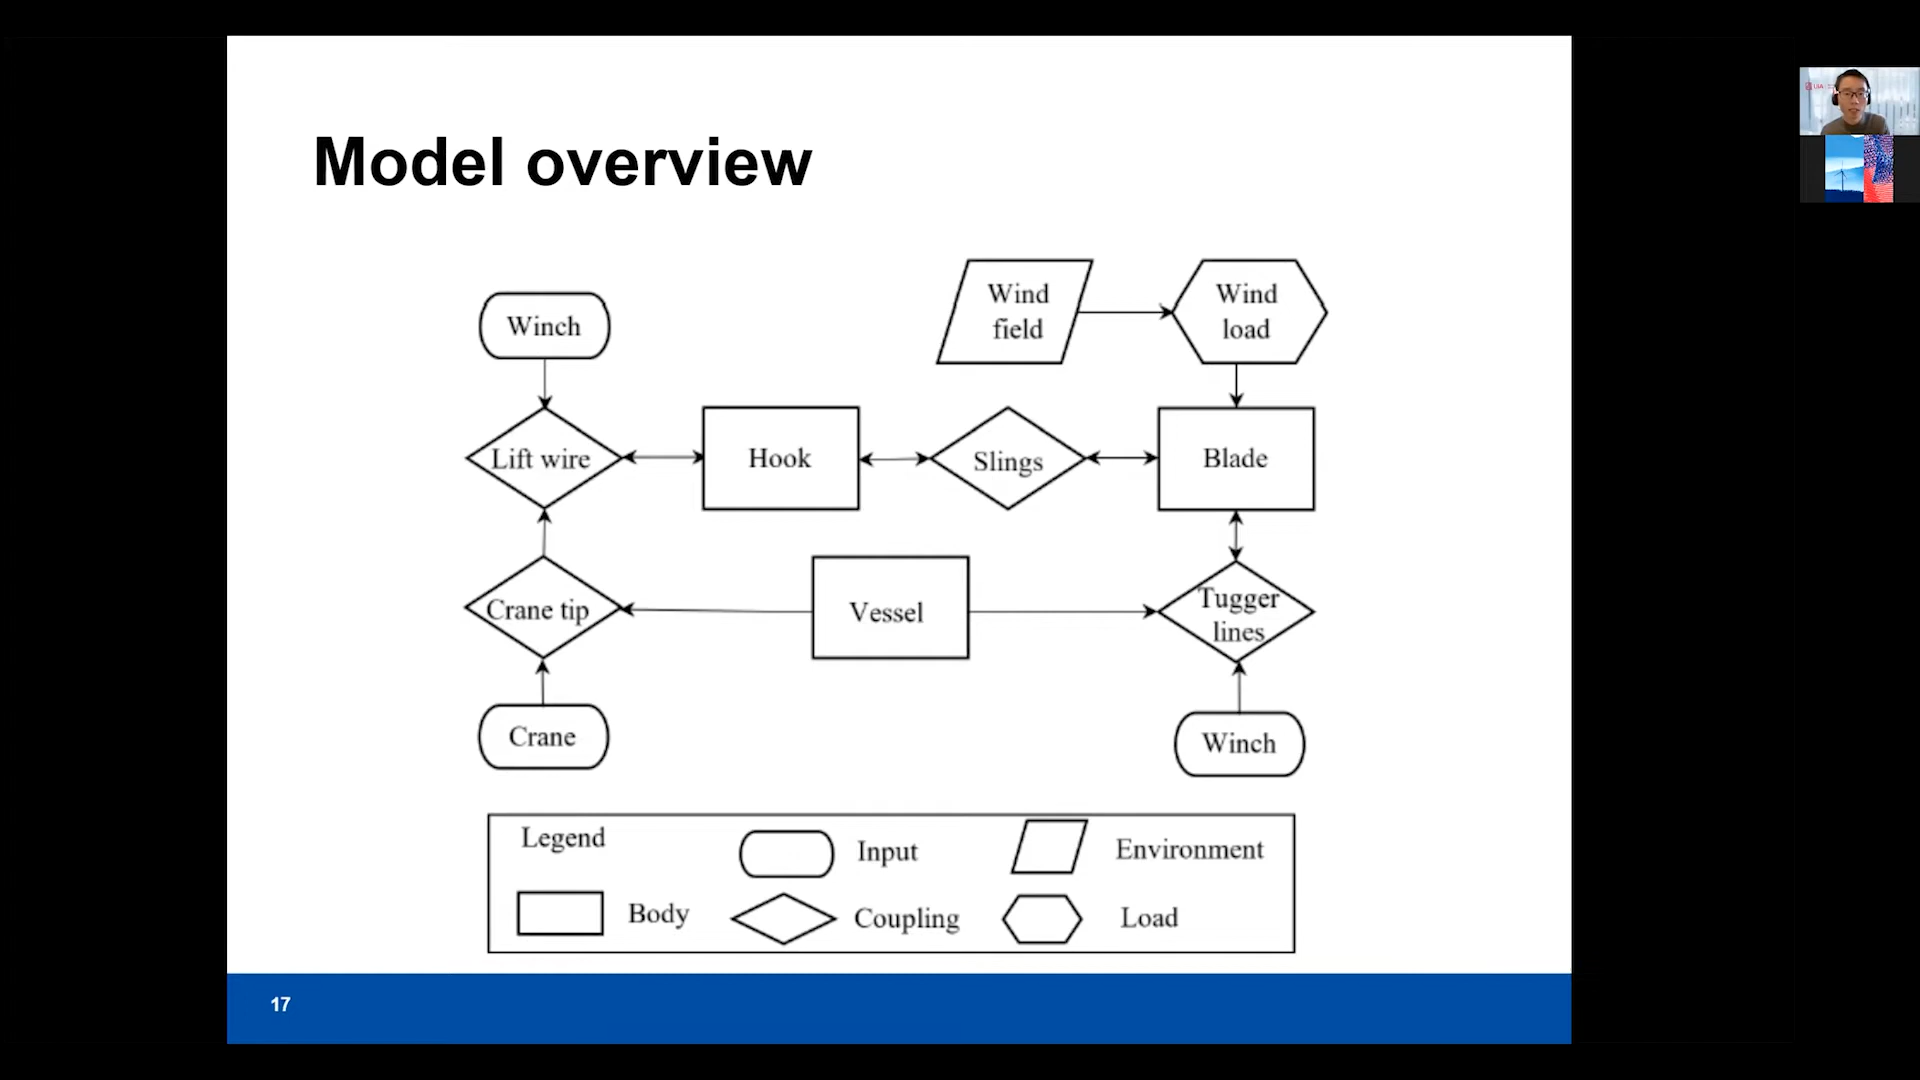 Model overview
Wind
field
Wind
load
Winch
Lift wire
Hook
Slings
Blade
Crane tip
Vessel
Tugger
lines
Crane
Winch
Legend
Input
Environment
Body
Coupling
Load
17
UiA